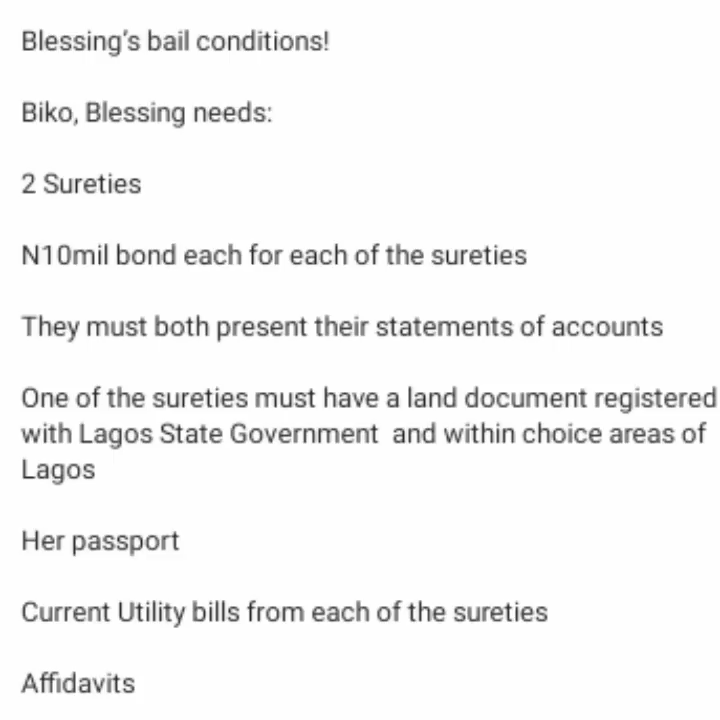 Blessing's bail conditions!
Biko, Blessing needs:
2 Sureties
N10mil bond each for each of the sureties
They must both present their statements of accounts
One of the sureties must have a land document registered
with Lagos State Government  and within choice areas of
Lagos
Her passport
Current Utility bills from each of the sureties
Affidavits